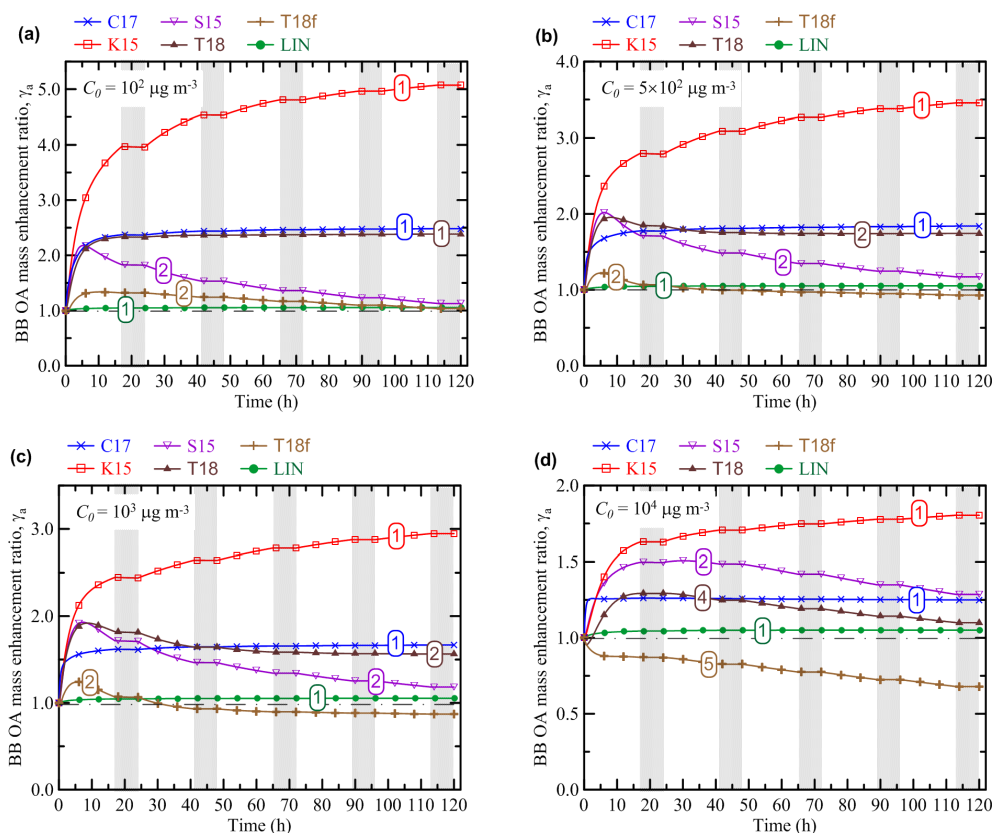 (a)
C17 S15 T18f
K15 T18 LIN
C₀ = 10² µg m⁻³
BB OA mass enhancement ratio, γₐ
5.0
4.0
3.0
2.0
1.0
0.0
1
1
1
2
2
1
0 10 20 30 40 50 60 70 80 90 100 110 120
Time (h)
(b)
C17 S15 T18f
K15 T18 LIN
C₀ = 5×10² µg m⁻³
BB OA mass enhancement ratio, γₐ
4.0
3.0
2.0
1.0
0.0
1
1
2
2
2
1
0 10 20 30 40 50 60 70 80 90 100 110 120
Time (h)
(c)
C17 S15 T18f
K15 T18 LIN
C₀ = 10³ µg m⁻³
BB OA mass enhancement ratio, γₐ
3.0
2.0
1.0
0.0
1
1
2
2
2
1
0 10 20 30 40 50 60 70 80 90 100 110 120
Time (h)
(d)
C17 S15 T18f
K15 T18 LIN
C₀ = 10⁴ µg m⁻³
BB OA mass enhancement ratio, γₐ
2.0
1.5
1.0
0.5
0.0
1
2
4
1
1
5
0 10 20 30 40 50 60 70 80 90 100 110 120
Time (h)